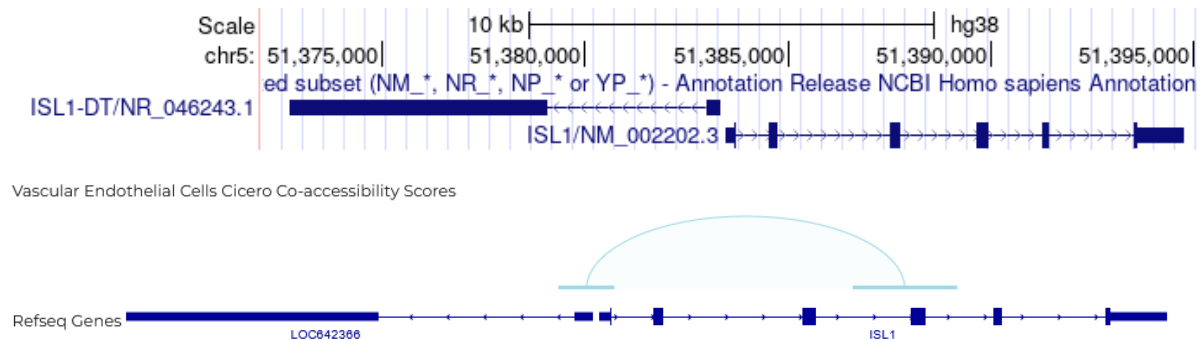 Scale 10 kb hg38
chr5: 51,375,000 51,380,000 51,385,000 51,390,000 51,395,000
ed subset (NM_*, NR_*, NP_* or YP_*) - Annotation Release NCBI Homo sapiens Annotation
ISL1-DT/NR_046243.1
ISL1/NM_002202.3
Vascular Endothelial Cells Cicero Co-accessibility Scores
Refseq Genes
LOC642366 ISL1